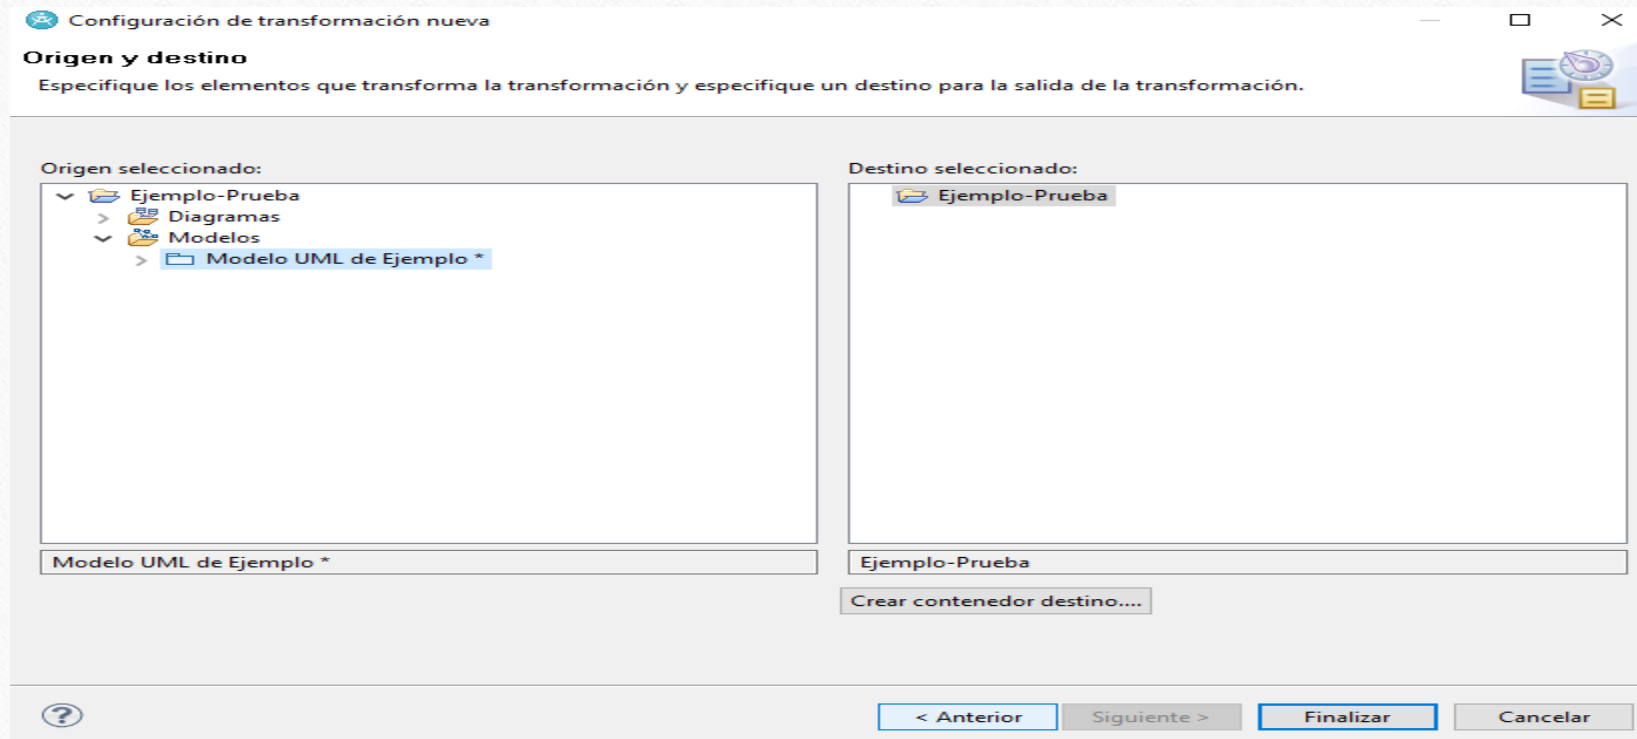 Configuración de transformación nueva
Origen y destino
Especifique los elementos que transforma la transformación y especifique un destino para la salida de la transformación.
Origen seleccionado:
Ejemplo-Prueba
Diagramas
Modelos
Modelo UML de Ejemplo *
Modelo UML de Ejemplo *
Destino seleccionado:
Ejemplo-Prueba
Ejemplo-Prueba
Crear contenedor destino....
< Anterior
Siguiente >
Finalizar
Cancelar